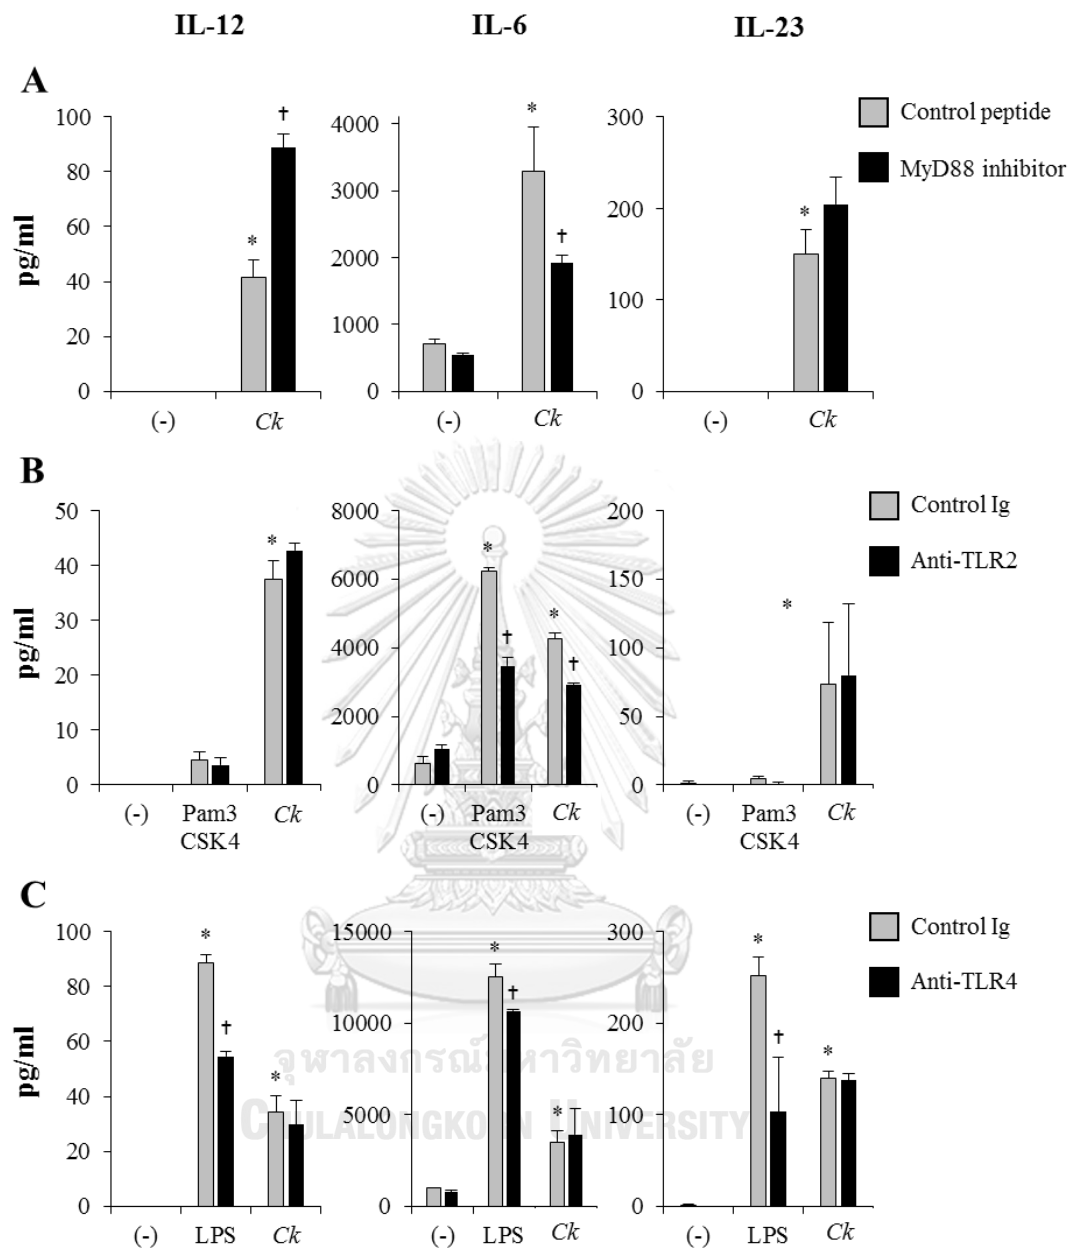 IL-12 IL-6 IL-23
A
100 80 60 40 20 0
pg/ml
* †
(-) Ck
4000 3000 2000 1000 0
* †
(-) Ck
300 200 100 0
*
(-) Ck
Control peptide
MyD88 inhibitor
B
50 40 30 20 10 0
pg/ml
*
(-) Pam3 Ck
CSK4
8000 6000 4000 2000 0
* † * †
(-) Pam3 Ck
CSK4
200 150 100 50 0
*
(-) Pam3 Ck
CSK4
Control Ig
Anti-TLR2
C
100 80 60 40 20 0
pg/ml
* † *
(-) LPS Ck
15000 10000 5000 0
* † *
(-) LPS Ck
300 200 100 0
* † *
(-) LPS Ck
Control Ig
Anti-TLR4
จุฬาลงกรณ์มหาวิทยาลัย
CHULALONGKORN UNIVERSITY